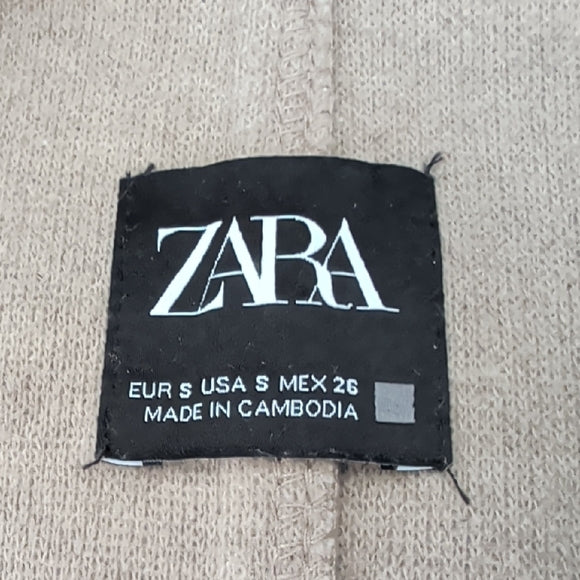 ZARA
EUR S USA S MEX 26
MADE IN CAMBODIA